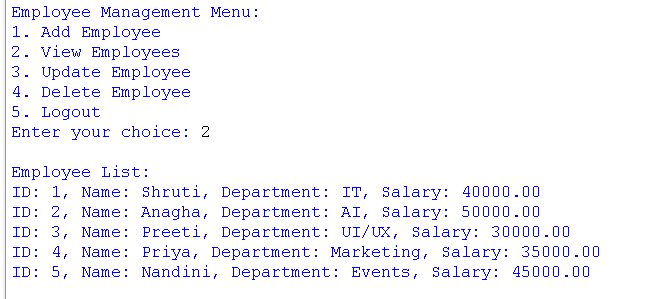 Employee Management Menu:
1. Add Employee
2. View Employees
3. Update Employee
4. Delete Employee
5. Logout
Enter your choice: 2
Employee List:
ID: 1, Name: Shruti, Department: IT, Salary: 40000.00
ID: 2, Name: Anagha, Department: AI, Salary: 50000.00
ID: 3, Name: Preeti, Department: UI/UX, Salary: 30000.00
ID: 4, Name: Priya, Department: Marketing, Salary: 35000.00
ID: 5, Name: Nandini, Department: Events, Salary: 45000.00